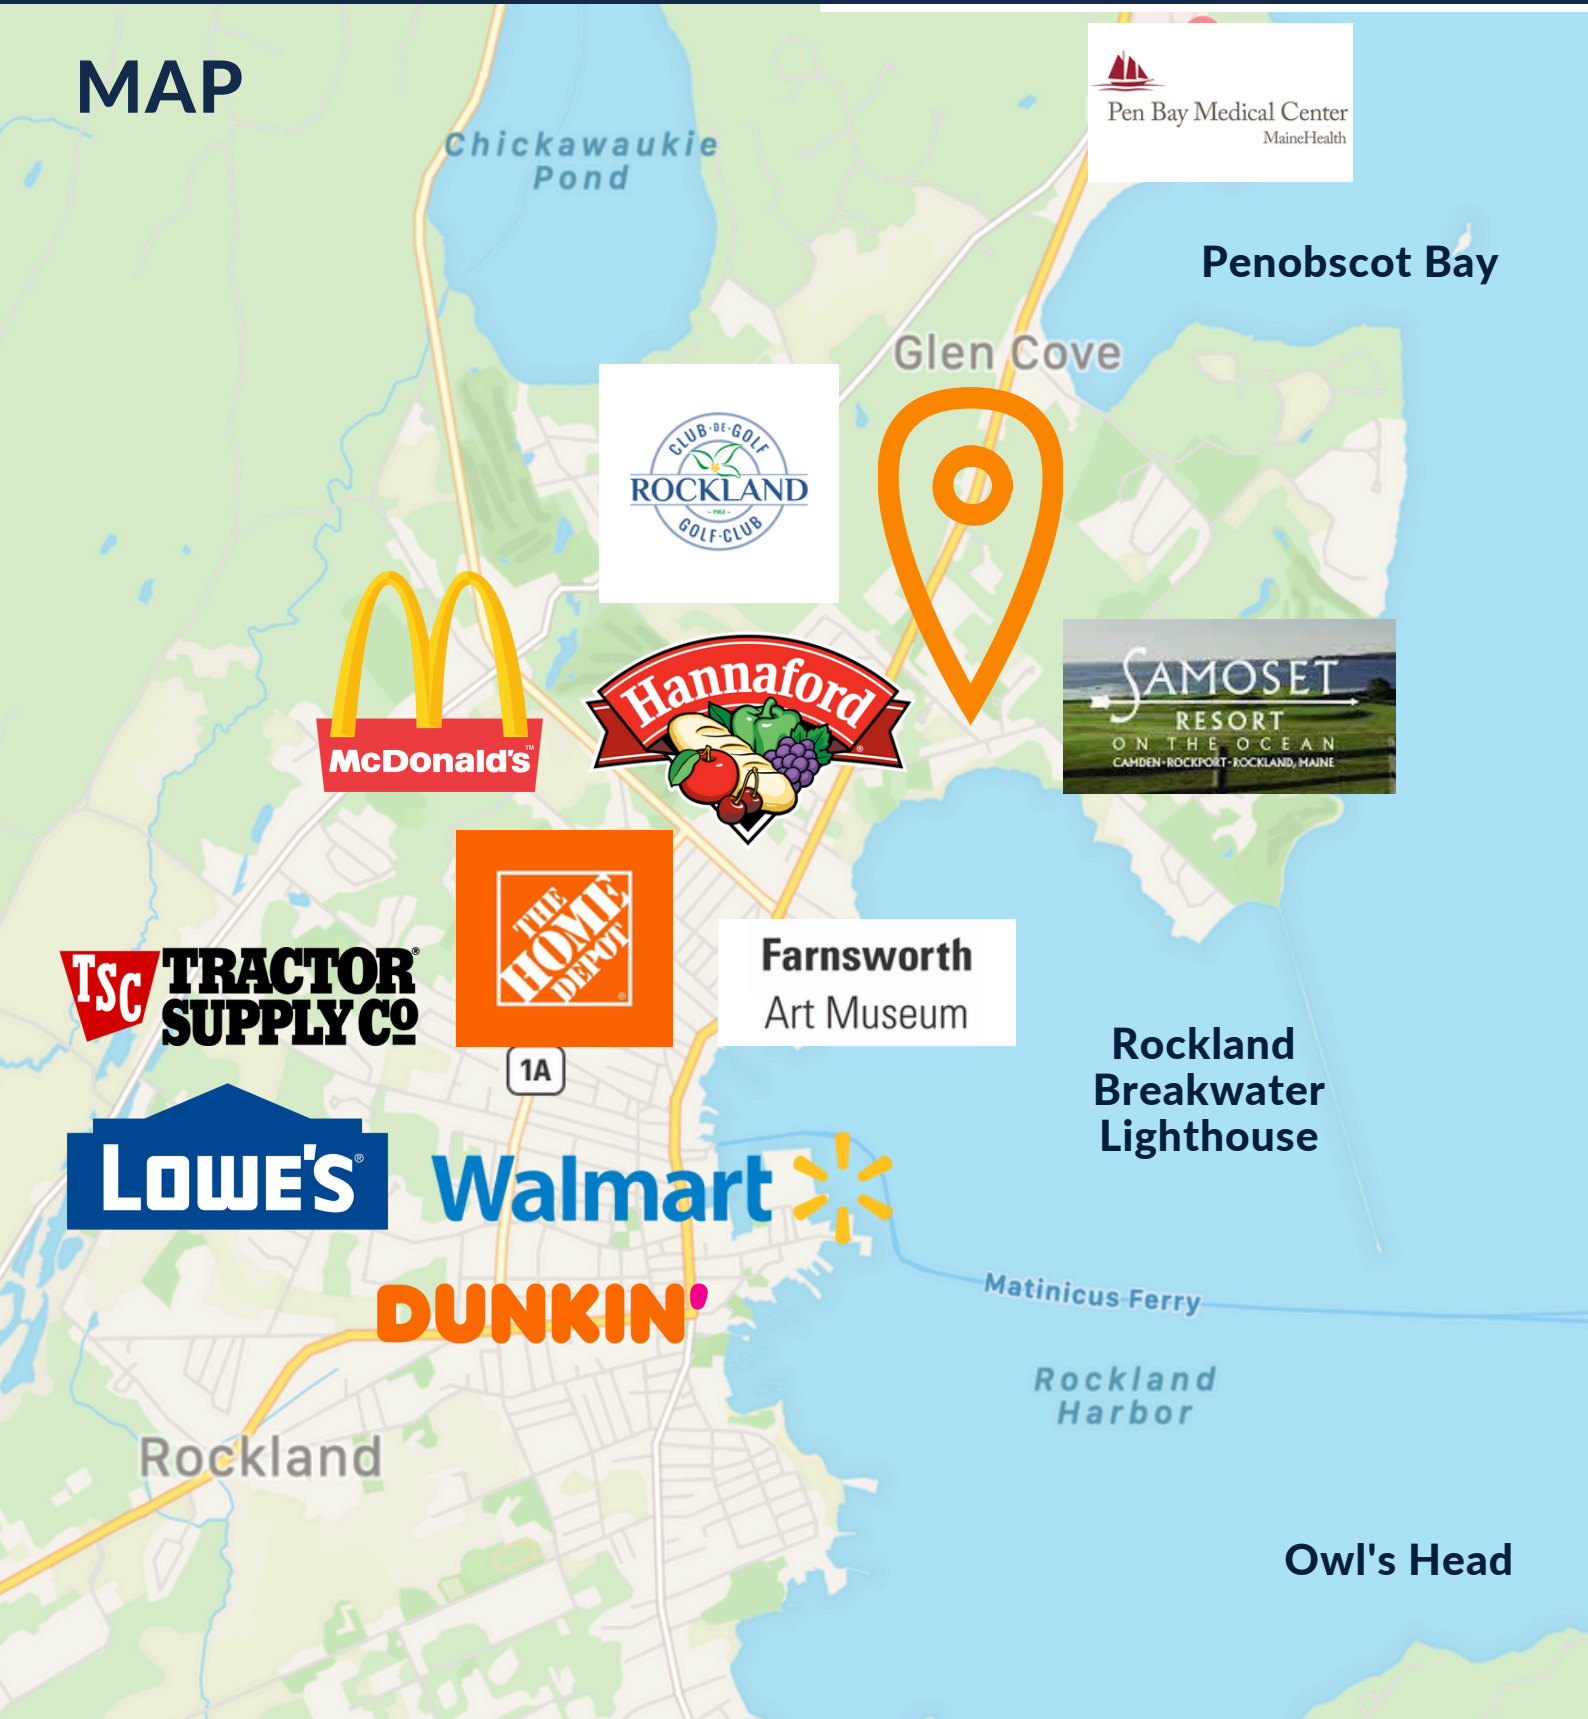 MAP
Chickawaukie
Pond
Pen Bay Medical Center
MaineHealth
Penobscot Bay
Glen Cove
CLUB·DE·GOLF
ROCKLAND
~1961~
GOLF·CLUB
McDonald's™
Hannaford®
SAMOSET
RESORT
ON THE OCEAN
CAMDEN·ROCKPORT·ROCKLAND, MAINE
TSC TRACTOR®
SUPPLY CO
THE
HOME
DEPOT®
Farnsworth
Art Museum
1A
Rockland
Breakwater
Lighthouse
LOWE'S®
Walmart
DUNKIN'
Matinicus Ferry
Rockland
Harbor
Rockland
Owl's Head